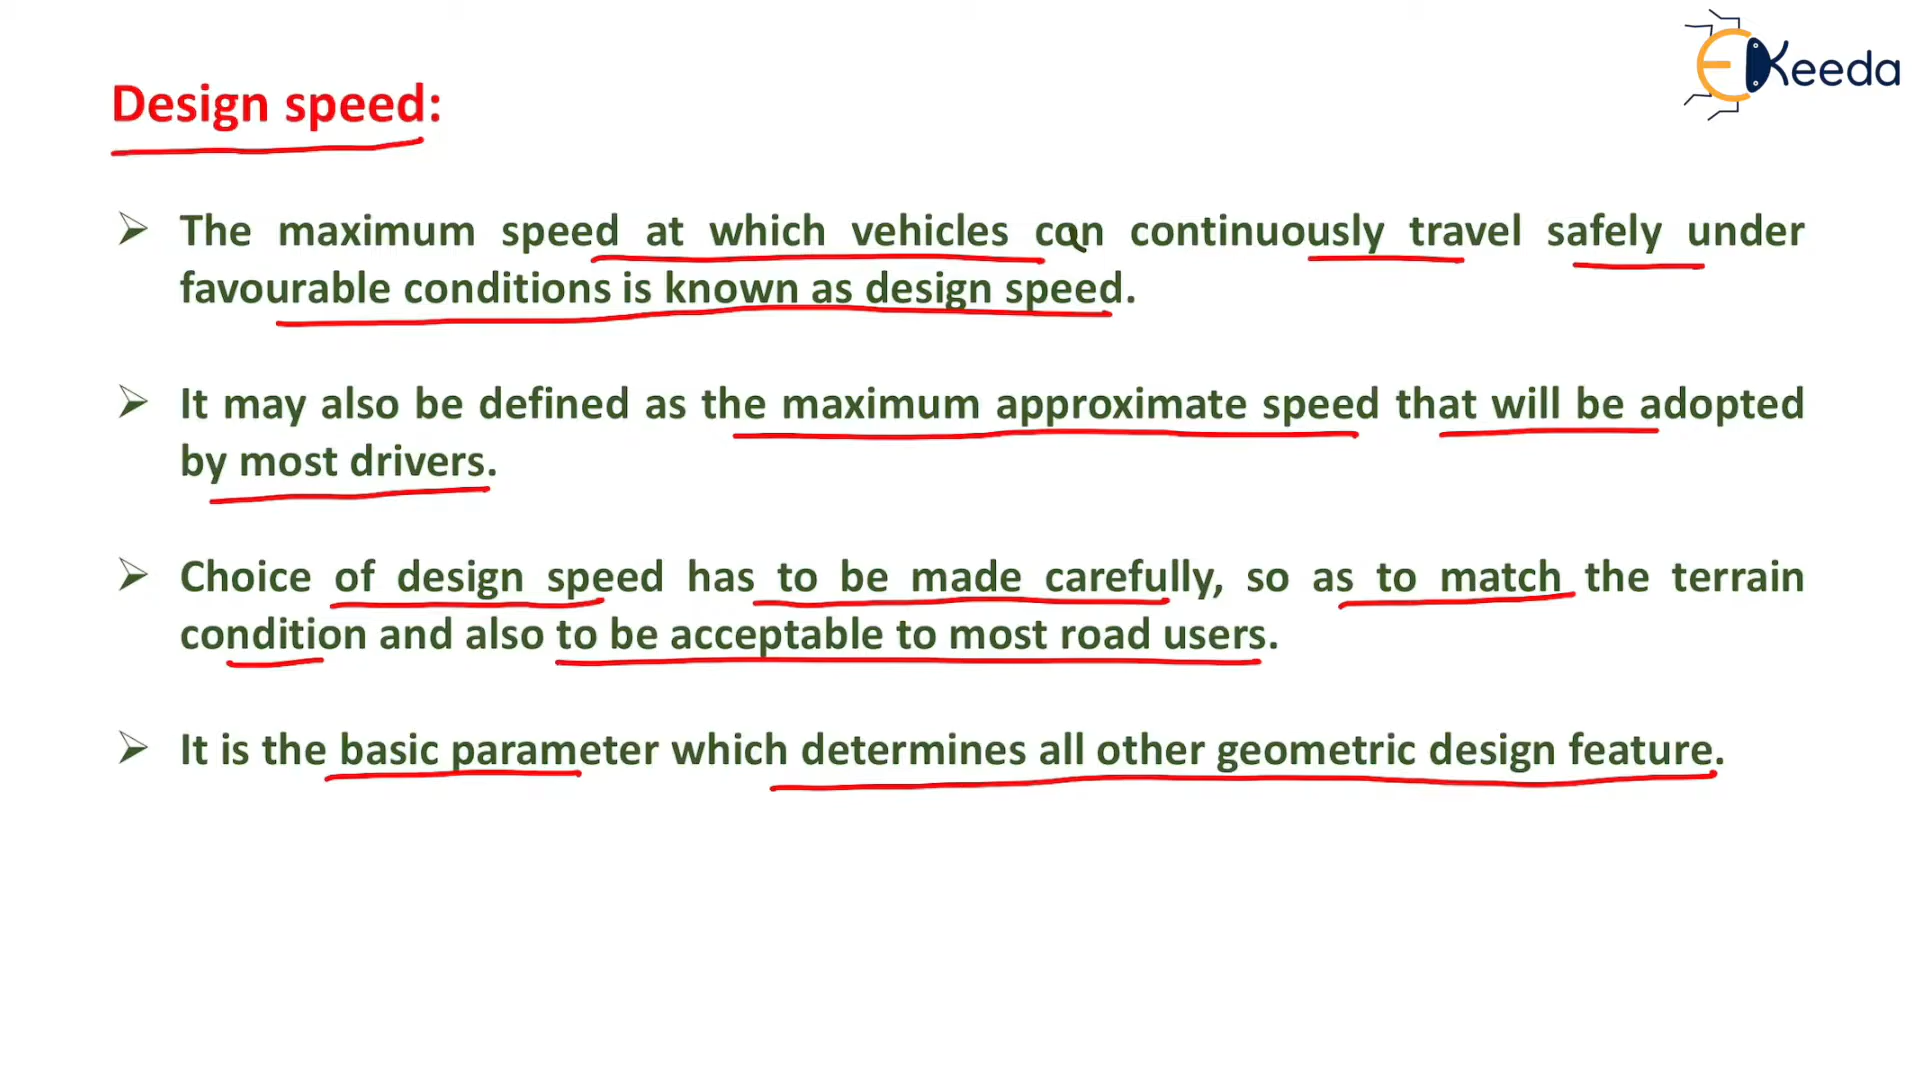 EKeeda
Design speed:
➢ The maximum speed at which vehicles can continuously travel safely under
favourable conditions is known as design speed.
➢ It may also be defined as the maximum approximate speed that will be adopted
by most drivers.
➢ Choice of design speed has to be made carefully, so as to match the terrain
condition and also to be acceptable to most road users.
➢ It is the basic parameter which determines all other geometric design feature.